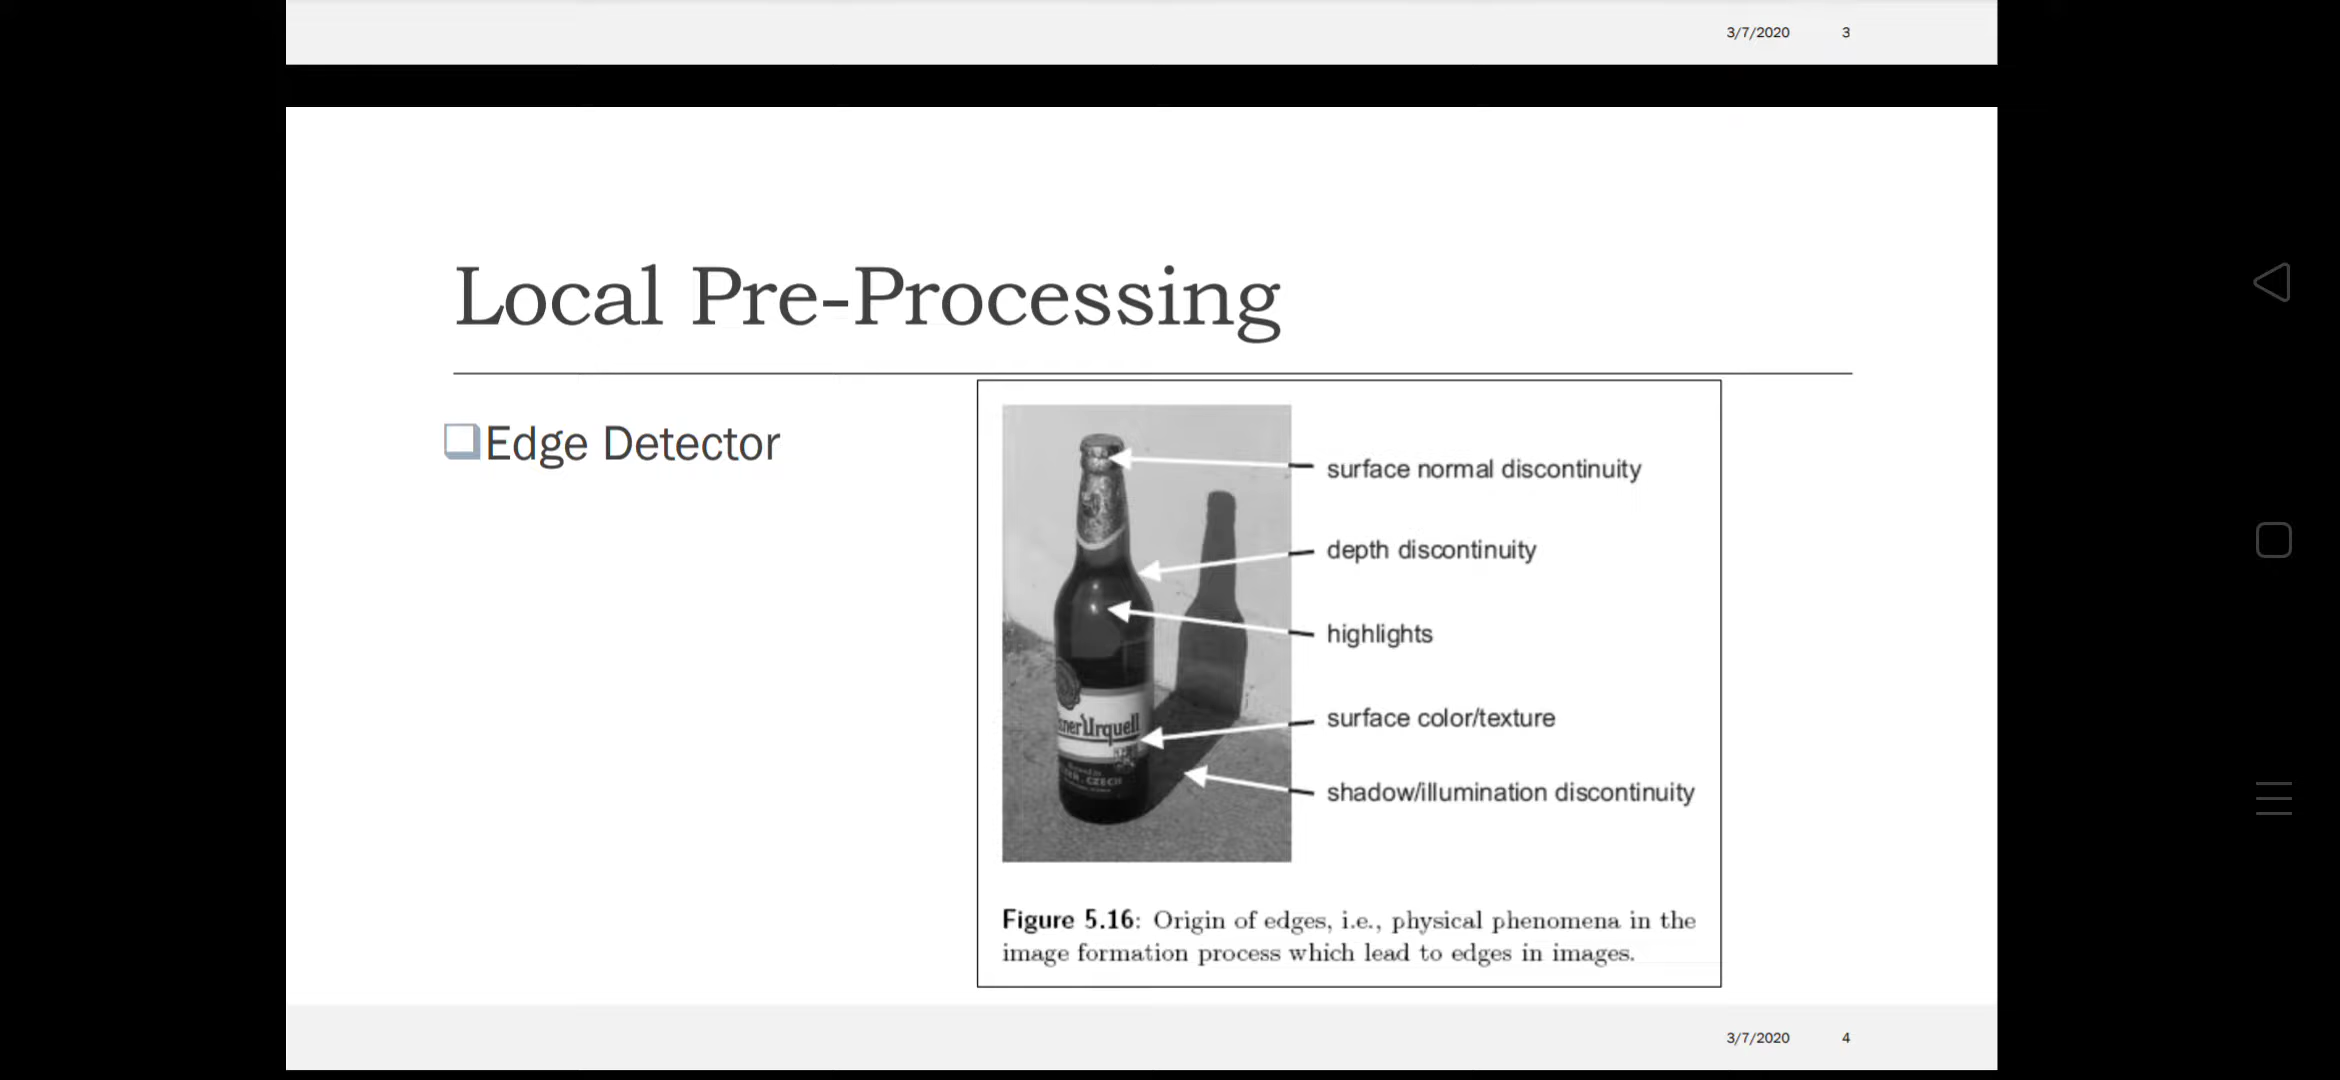 3/7/2020 3
Local Pre-Processing
Edge Detector
surface normal discontinuity
depth discontinuity
highlights
surface color/texture
shadow/illumination discontinuity
nerUrquell
CZECH
Figure 5.16: Origin of edges, i.e., physical phenomena in the
image formation process which lead to edges in images.
3/7/2020 4